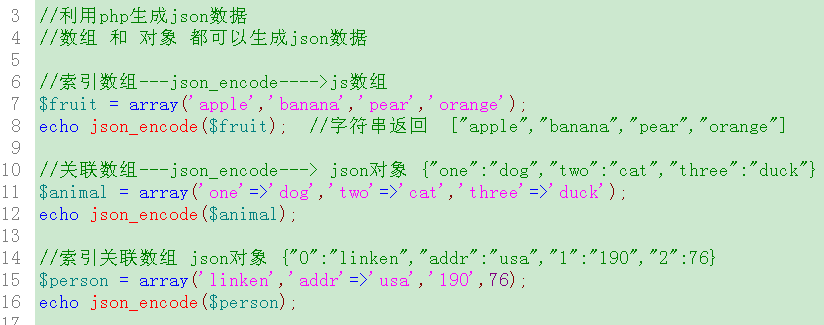 3 //利用php生成json数据
4 //数组 和 对象 都可以生成json数据
5
6 //索引数组---json_encode---->js数组
7 $fruit = array('apple','banana','pear','orange');
8 echo json_encode($fruit);  //字符串返回  ["apple","banana","pear","orange"]
9
10 //关联数组---json_encode---> json对象 {"one":"dog","two":"cat","three":"duck"}
11 $animal = array('one'=>'dog','two'=>'cat','three'=>'duck');
12 echo json_encode($animal);
13
14 //索引关联数组 json对象 {"0":"linken","addr":"usa","1":"190","2":76}
15 $person = array('linken','addr'=>'usa','190',76);
16 echo json_encode($person);
17